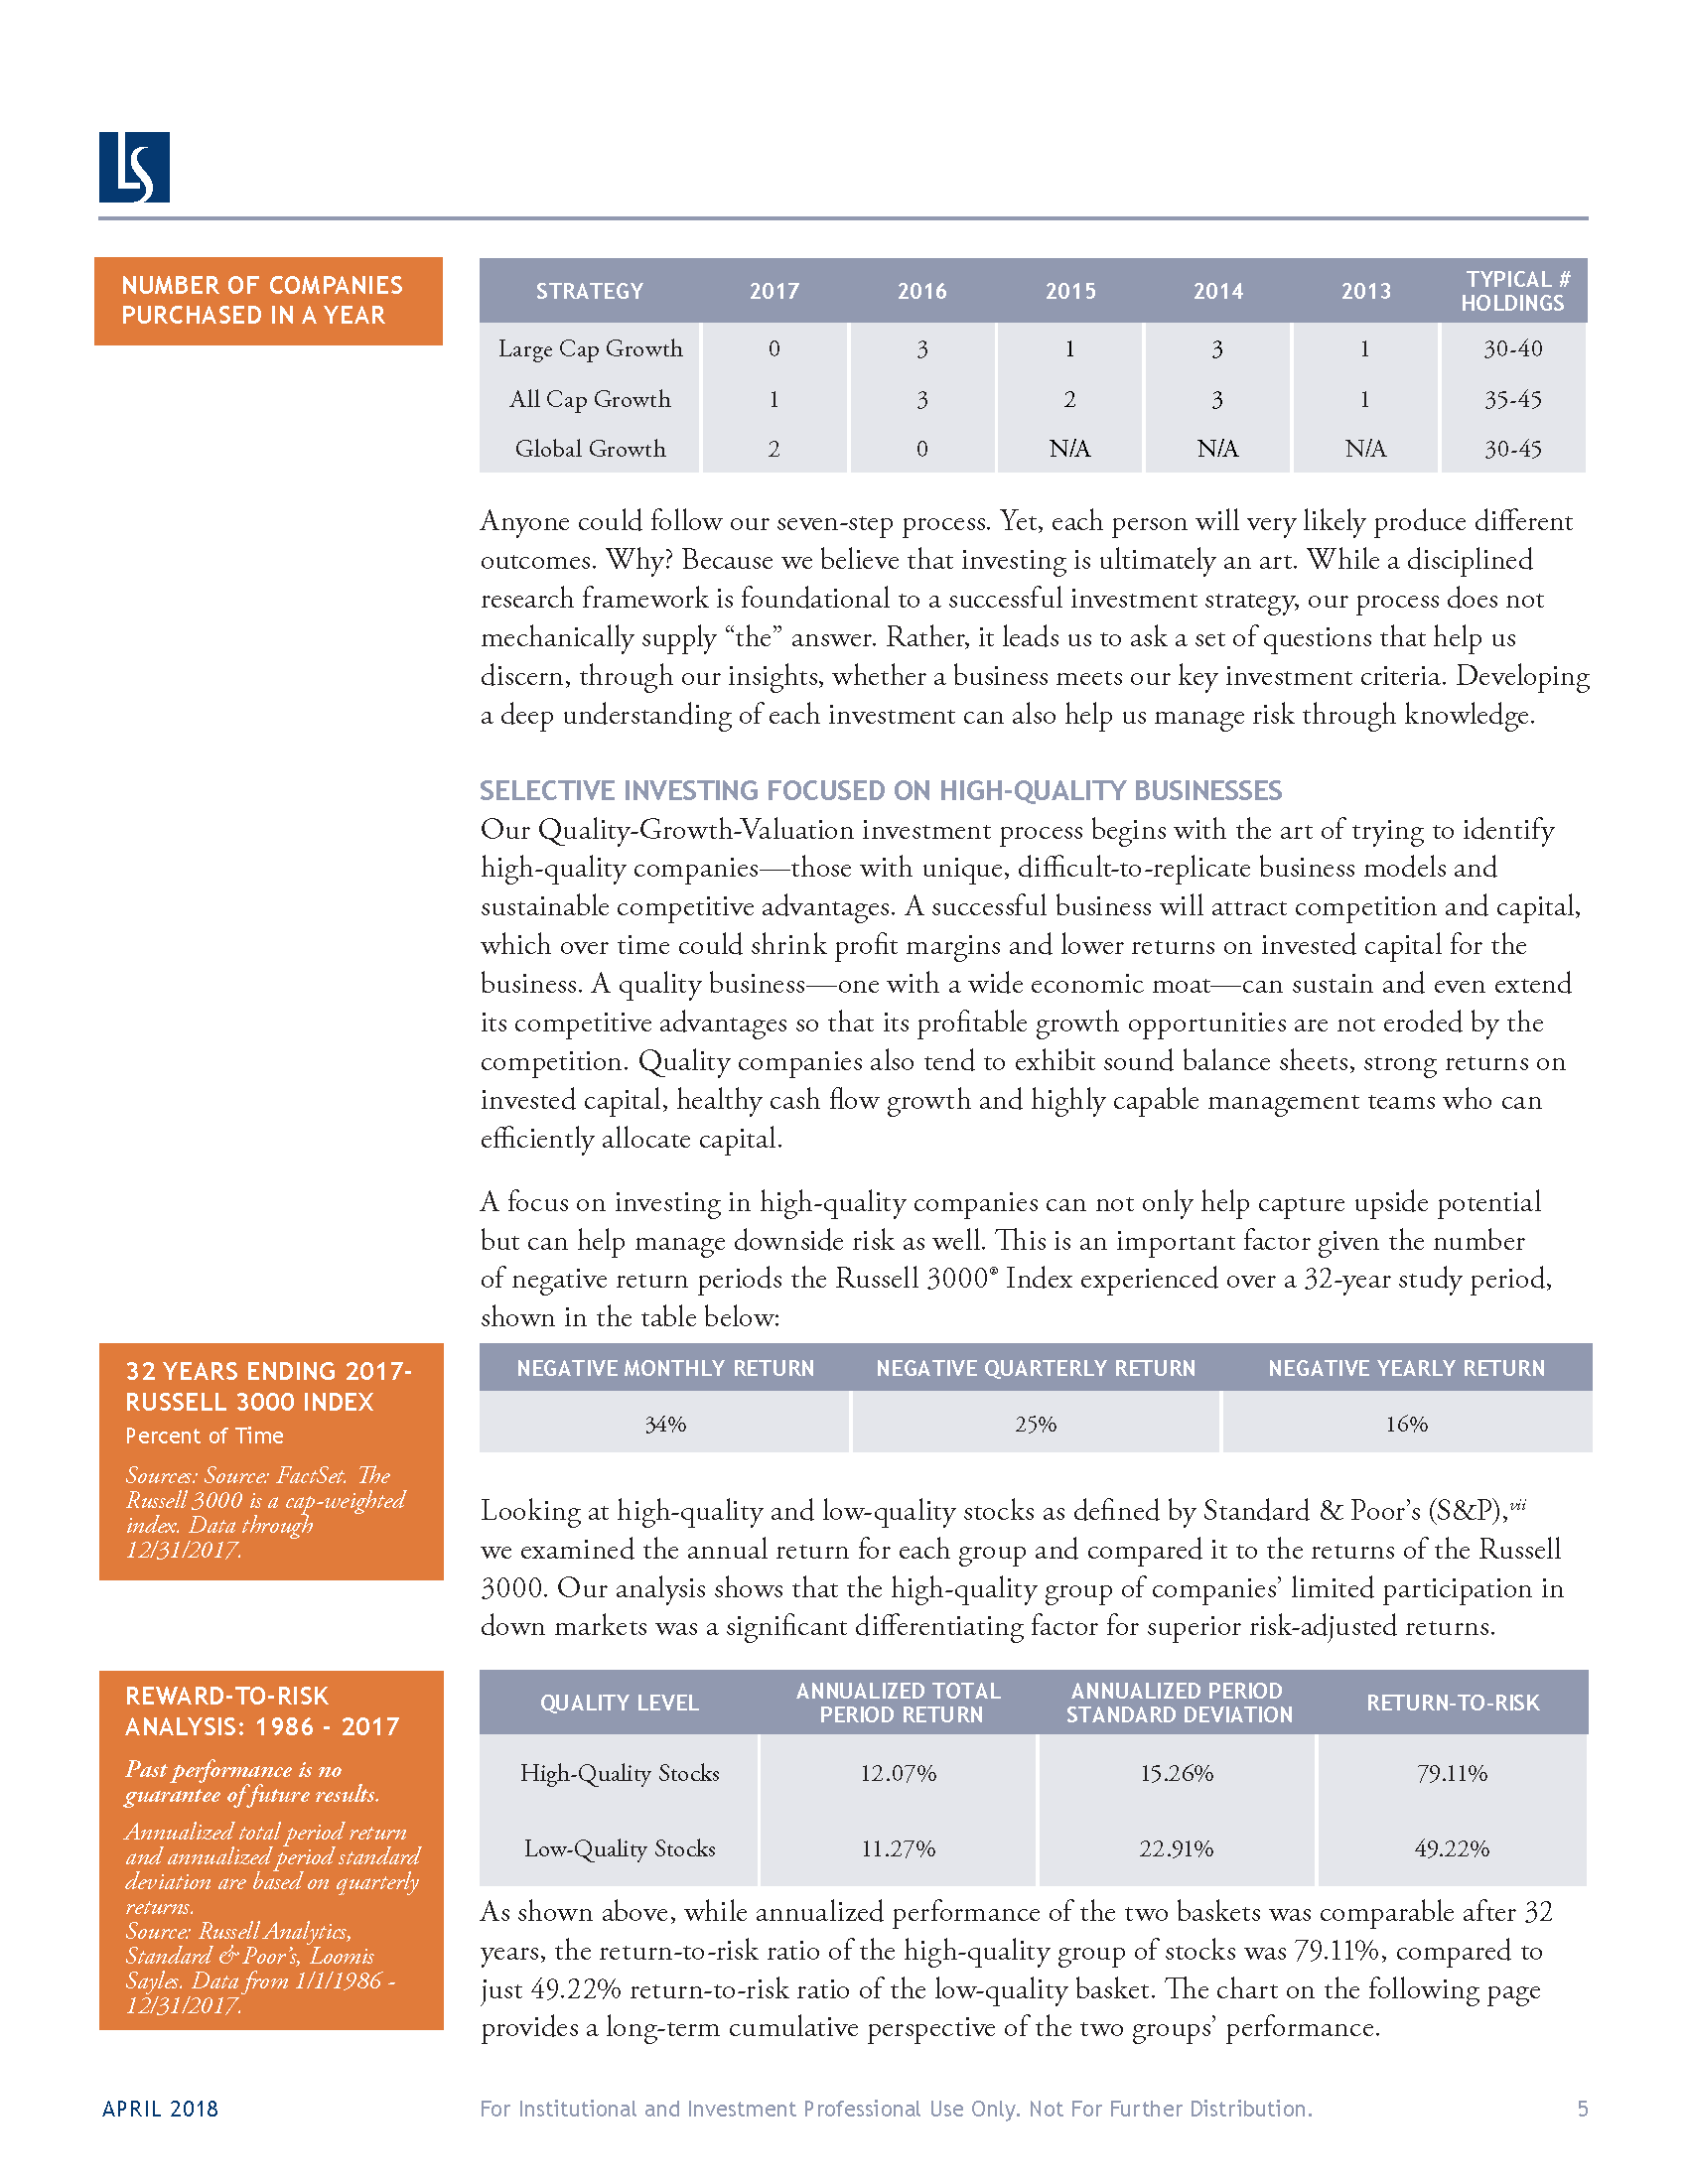 LS
NUMBER OF COMPANIES
PURCHASED IN A YEAR
STRATEGY 2017 2016 2015 2014 2013 TYPICAL # HOLDINGS
Large Cap Growth 0 3 1 3 1 30-40
All Cap Growth 1 3 2 3 1 35-45
Global Growth 2 0 N/A N/A N/A 30-45
Anyone could follow our seven-step process. Yet, each person will very likely produce different
outcomes. Why? Because we believe that investing is ultimately an art. While a disciplined
research framework is foundational to a successful investment strategy, our process does not
mechanically supply “the” answer. Rather, it leads us to ask a set of questions that help us
discern, through our insights, whether a business meets our key investment criteria. Developing
a deep understanding of each investment can also help us manage risk through knowledge.
SELECTIVE INVESTING FOCUSED ON HIGH-QUALITY BUSINESSES
Our Quality-Growth-Valuation investment process begins with the art of trying to identify
high-quality companies—those with unique, difficult-to-replicate business models and
sustainable competitive advantages. A successful business will attract competition and capital,
which over time could shrink profit margins and lower returns on invested capital for the
business. A quality business—one with a wide economic moat—can sustain and even extend
its competitive advantages so that its profitable growth opportunities are not eroded by the
competition. Quality companies also tend to exhibit sound balance sheets, strong returns on
invested capital, healthy cash flow growth and highly capable management teams who can
efficiently allocate capital.
A focus on investing in high-quality companies can not only help capture upside potential
but can help manage downside risk as well. This is an important factor given the number
of negative return periods the Russell 3000® Index experienced over a 32-year study period,
shown in the table below:
32 YEARS ENDING 2017-
RUSSELL 3000 INDEX
Percent of Time
Sources: Source: FactSet. The
Russell 3000 is a cap-weighted
index. Data through
12/31/2017.
NEGATIVE MONTHLY RETURN NEGATIVE QUARTERLY RETURN NEGATIVE YEARLY RETURN
34% 25% 16%
Looking at high-quality and low-quality stocks as defined by Standard & Poor’s (S&P),vii
we examined the annual return for each group and compared it to the returns of the Russell
3000. Our analysis shows that the high-quality group of companies’ limited participation in
down markets was a significant differentiating factor for superior risk-adjusted returns.
REWARD-TO-RISK
ANALYSIS: 1986 - 2017
Past performance is no
guarantee of future results.
Annualized total period return
and annualized period standard
deviation are based on quarterly
returns.
Source: Russell Analytics,
Standard & Poor’s, Loomis
Sayles. Data from 1/1/1986 -
12/31/2017.
QUALITY LEVEL ANNUALIZED TOTAL PERIOD RETURN ANNUALIZED PERIOD STANDARD DEVIATION RETURN-TO-RISK
High-Quality Stocks 12.07% 15.26% 79.11%
Low-Quality Stocks 11.27% 22.91% 49.22%
As shown above, while annualized performance of the two baskets was comparable after 32
years, the return-to-risk ratio of the high-quality group of stocks was 79.11%, compared to
just 49.22% return-to-risk ratio of the low-quality basket. The chart on the following page
provides a long-term cumulative perspective of the two groups’ performance.
APRIL 2018 For Institutional and Investment Professional Use Only. Not For Further Distribution. 5